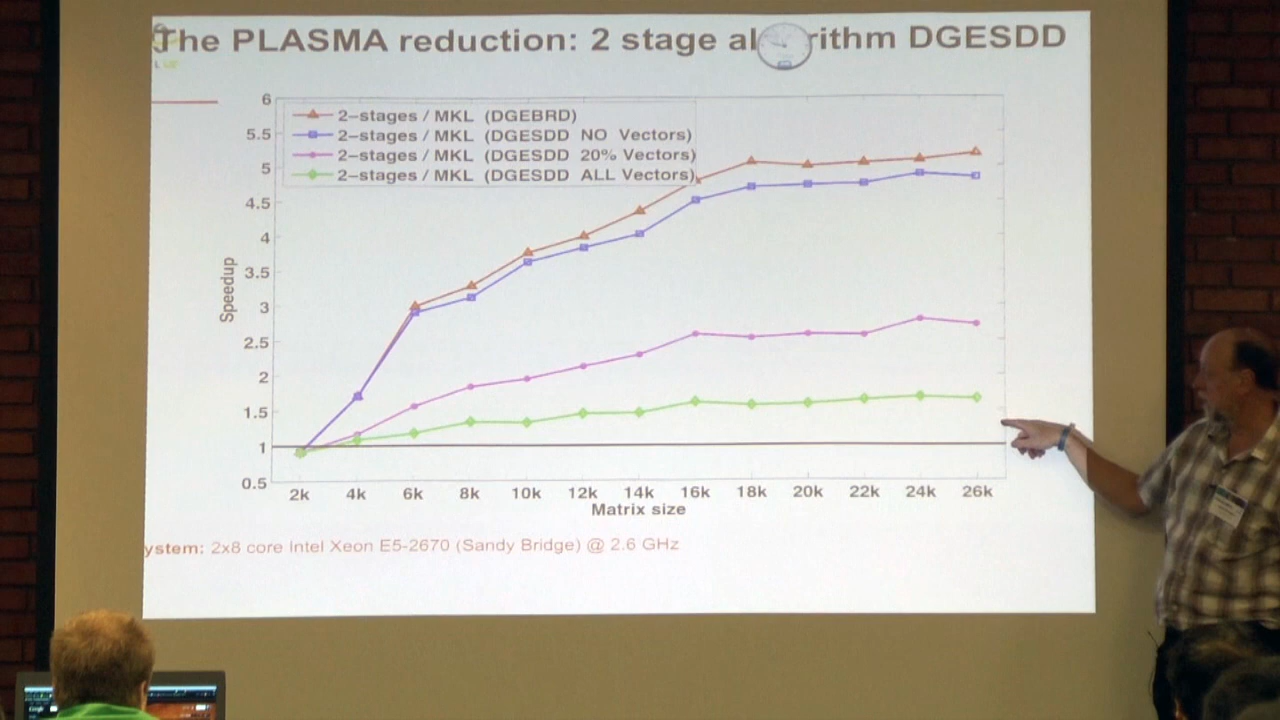 The PLASMA reduction: 2 stage al rithm DGESDD
6
5.5
5
4.5
4
3.5
3
2.5
2
1.5
1
0.5
Speedup
2-stages / MKL (DGEBRD)
2-stages / MKL (DGESDD NO Vectors)
2-stages / MKL (DGESDD 20% Vectors)
2-stages / MKL (DGESDD ALL Vectors)
2k 4k 6k 8k 10k 12k 14k 16k 18k 20k 22k 24k 26k
Matrix size
ystem: 2x8 core Intel Xeon E5-2670 (Sandy Bridge) @ 2.6 GHz